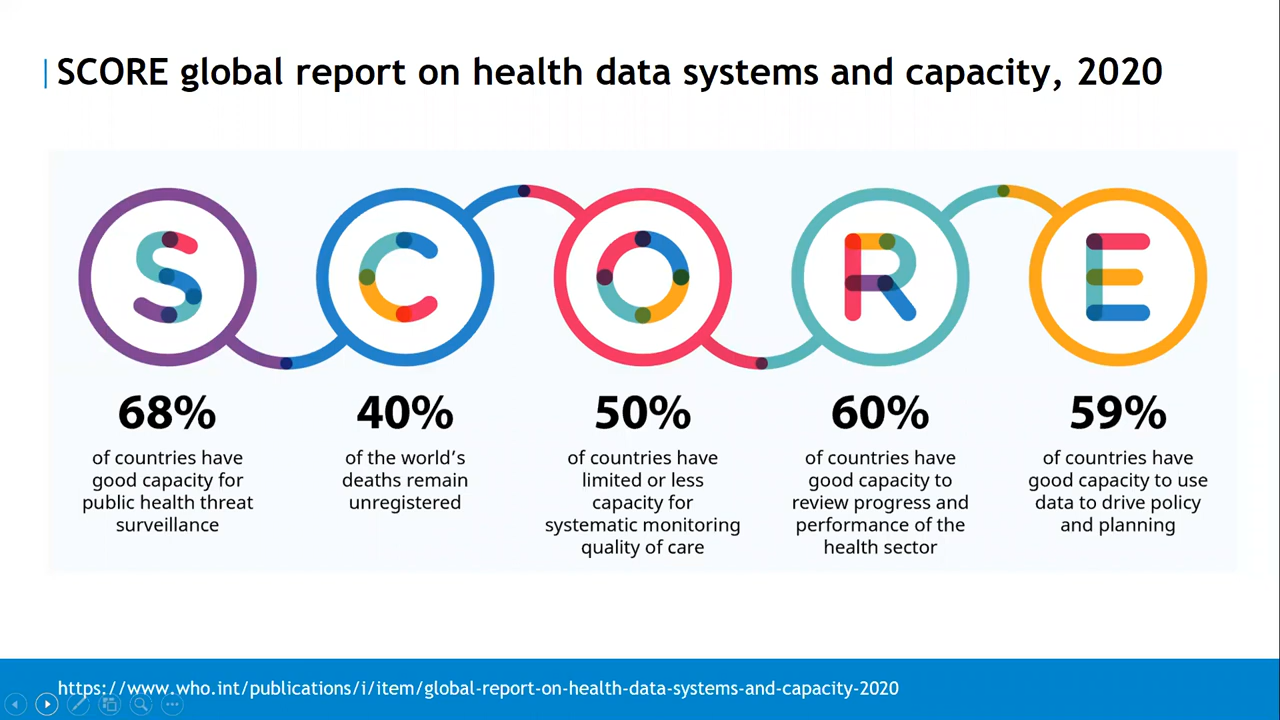 SCORE global report on health data systems and capacity, 2020
S C O R E
68%
of countries have
good capacity for
public health threat
surveillance
40%
of the world's
deaths remain
unregistered
50%
of countries have
limited or less
capacity for
systematic monitoring
quality of care
60%
of countries have
good capacity to
review progress and
performance of the
health sector
59%
of countries have
good capacity to use
data to drive policy
and planning
https://www.who.int/publications/i/item/global-report-on-health-data-systems-and-capacity-2020